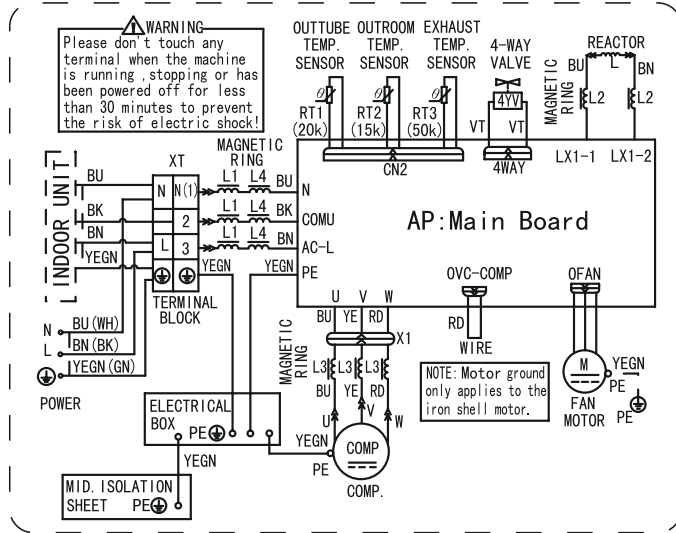 WARNING
Please don't touch any
terminal when the machine
is running ,stopping or has
been powered off for less
than 30 minutes to prevent
the risk of electric shock!
OUTTUBE OUTROOM EXHAUST
TEMP. TEMP. TEMP.
SENSOR SENSOR SENSOR
4-WAY
VALVE
REACTOR
BU L BN
MAGNETIC
RING
L2 L2
RT1 RT2 RT3
(20k) (15k) (50k)
4YV
VT VT
CN2
4WAY
LX1-1 LX1-2
INDOOR UNIT
BU
BK
BN
YEGN
XT
N N(1)
2
L 3
TERMINAL
BLOCK
MAGNETIC
RING
L1 L4 BU N
L1 L4 BK COMU
L1 L4 BN AC-L
YEGN YEGN PE
AP:Main Board
N BU(WH)
L BN(BK)
YEGN(GN)
POWER
U V W
BU YE RD
X1
MAGNETIC
RING
L3 L3 L3
BU YE RD
U V W
OVC-COMP
RD
WIRE
OFAN
M
FAN
MOTOR
YEGN
PE
PE
NOTE: Motor ground
only applies to the
iron shell motor.
ELECTRICAL
BOX PE
YEGN
YEGN
PE
COMP
COMP.
MID. ISOLATION
SHEET PE